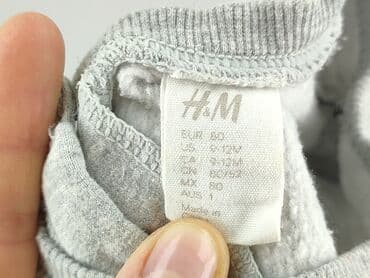 H&M
EUR 80
US 9-12M
CA 9-12M
CN 80/52
MX 80
AUS 1
Made in